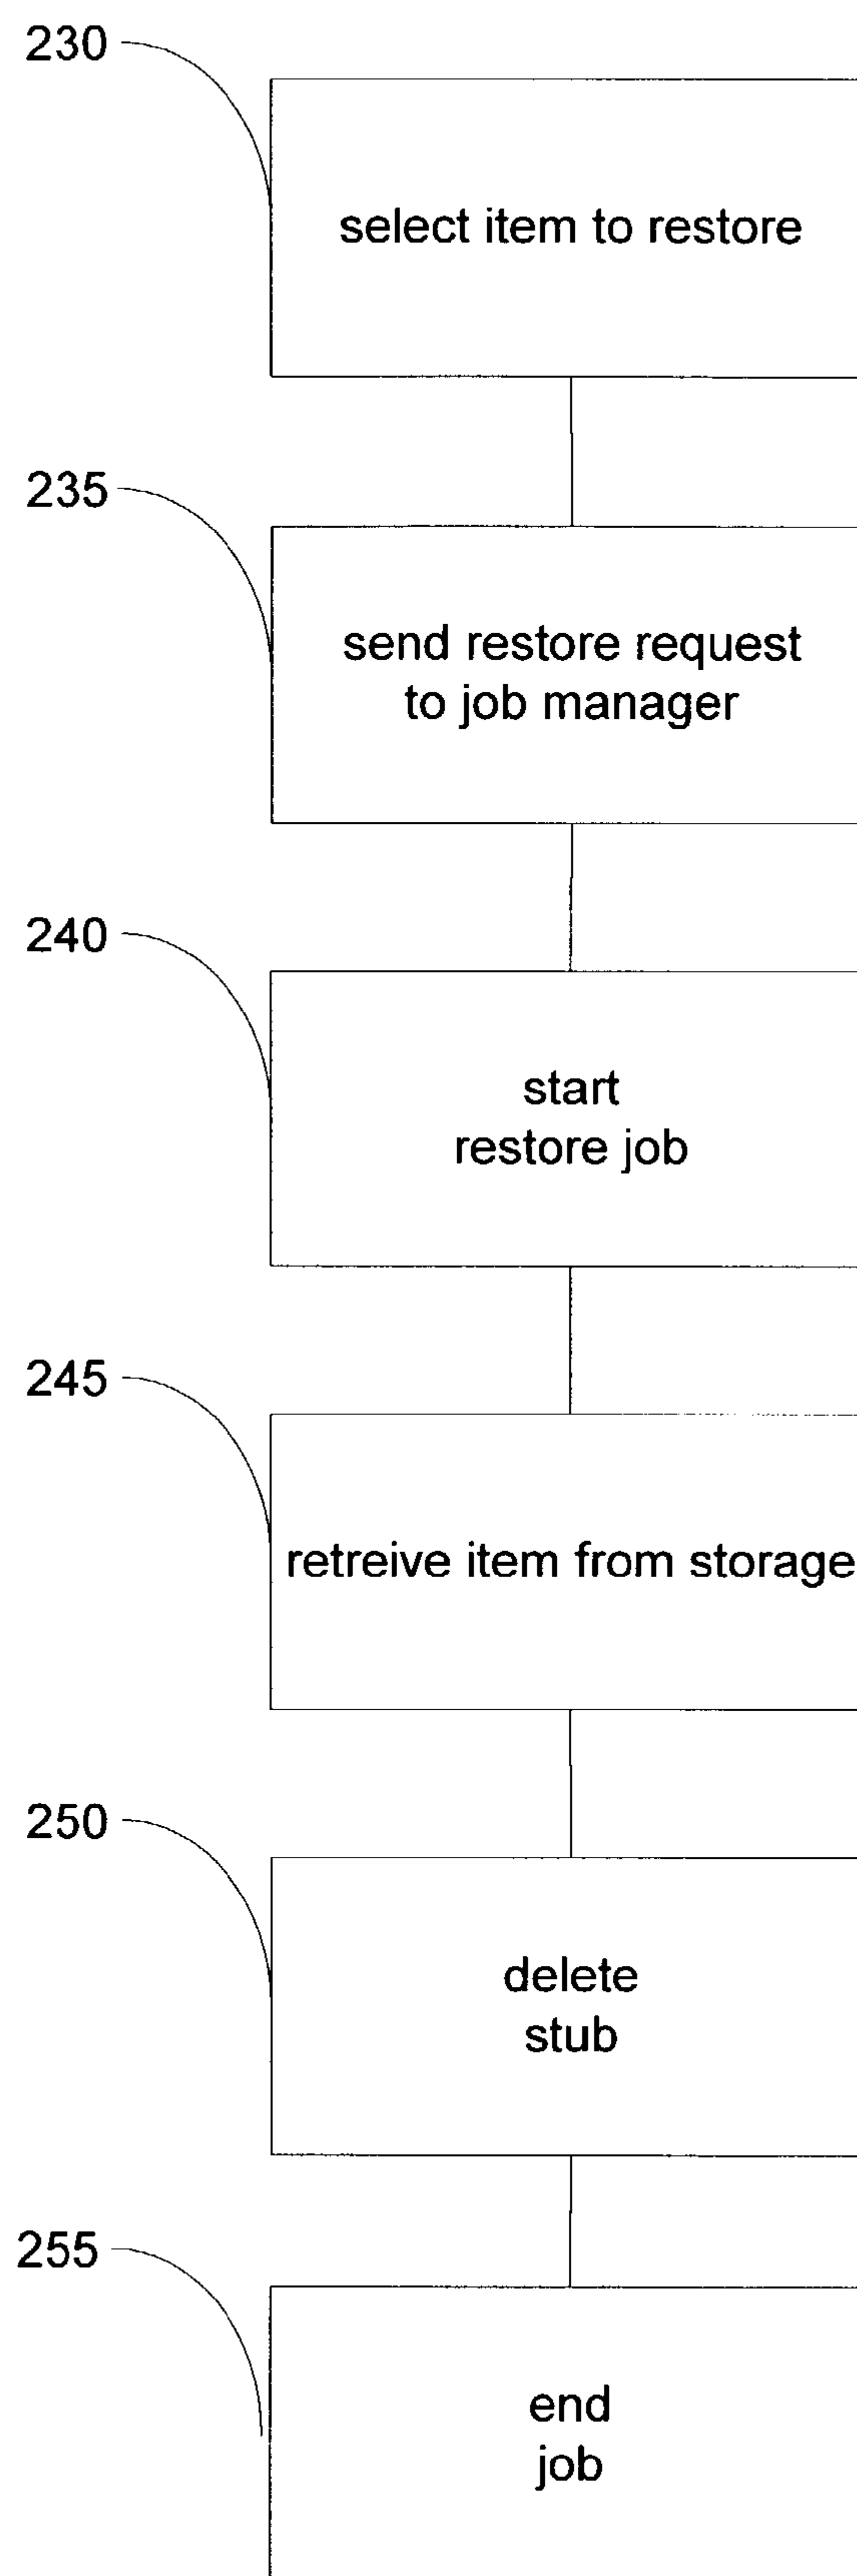 230
select item to restore
235
send restore request
to job manager
240
start
restore job
245
retreive item from storage
250
delete
stub
255
end
job